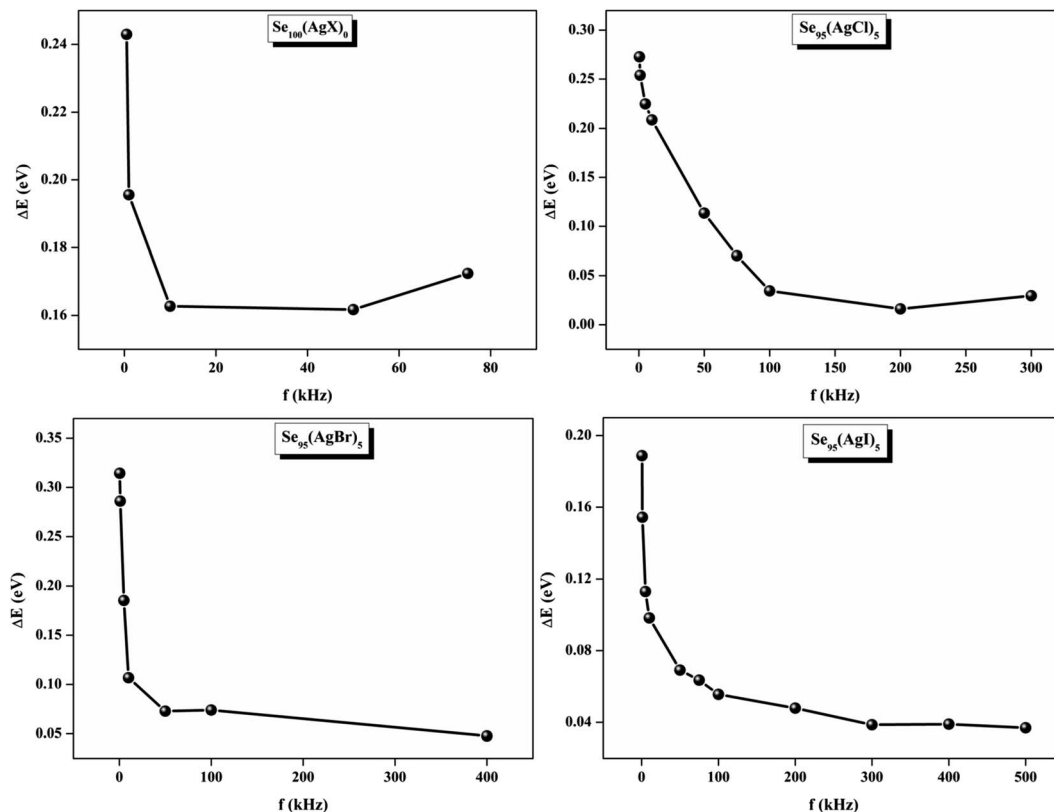 Se₁₀₀(AgX)₀
ΔE (eV)
0.24
0.22
0.20
0.18
0.16
0 20 40 60 80
f (kHz)
Se₉₅(AgCl)₅
ΔE (eV)
0.30
0.25
0.20
0.15
0.10
0.05
0.00
0 50 100 150 200 250 300
f (kHz)
Se₉₅(AgBr)₅
ΔE (eV)
0.35
0.30
0.25
0.20
0.15
0.10
0.05
0 100 200 300 400
f (kHz)
Se₉₅(AgI)₅
ΔE (eV)
0.20
0.16
0.12
0.08
0.04
0 100 200 300 400 500
f (kHz)